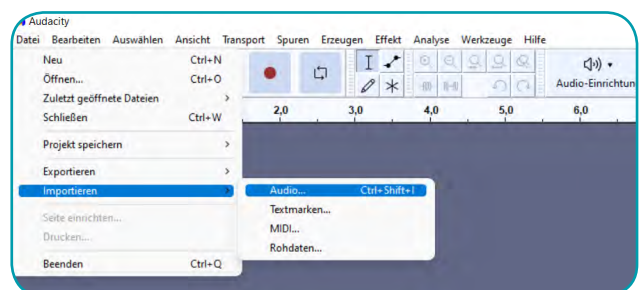 Audacity
Datei Bearbeiten Auswählen Ansicht Transport Spuren Erzeugen Effekt Analyse Werkzeuge Hilfe
Neu Ctrl+N
Öffnen... Ctrl+O
Zuletzt geöffnete Dateien >
Schließen Ctrl+W
Projekt speichern >
Exportieren >
Importieren >
Seite einrichten...
Drucken...
Beenden Ctrl+Q
Audio... Ctrl+Shift+I
Textmarken...
MIDI...
Rohdaten...
Audio-Einrichtun
2,0 3,0 4,0 5,0 6,0